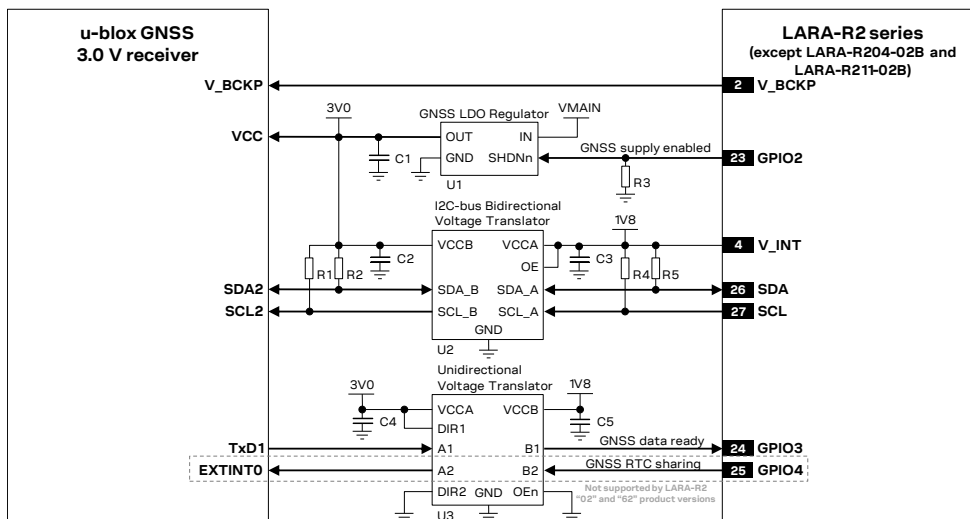 u-blox GNSS
3.0 V receiver
LARA-R2 series
(except LARA-R204-02B and
LARA-R211-02B)
V_BCKP
2 V_BCKP
3V0
GNSS LDO Regulator
VMAIN
VCC
OUT
IN
GND
SHDNn
GNSS supply enabled
23 GPIO2
C1
U1
R3
I2C-bus Bidirectional
Voltage Translator
1V8
VCCB
VCCA
4 V_INT
OE
R1
R2
C2
C3
R4
R5
SDA2
SDA_B
SDA_A
26 SDA
SCL2
SCL_B
SCL_A
27 SCL
GND
U2
Unidirectional
Voltage Translator
3V0
1V8
VCCA
VCCB
C4
DIR1
C5
TxD1
A1
B1
GNSS data ready
24 GPIO3
EXTINT0
A2
B2
GNSS RTC sharing
25 GPIO4
Not supported by LARA-R2
"02" and "62" product versions
DIR2
GND
OEn
U3